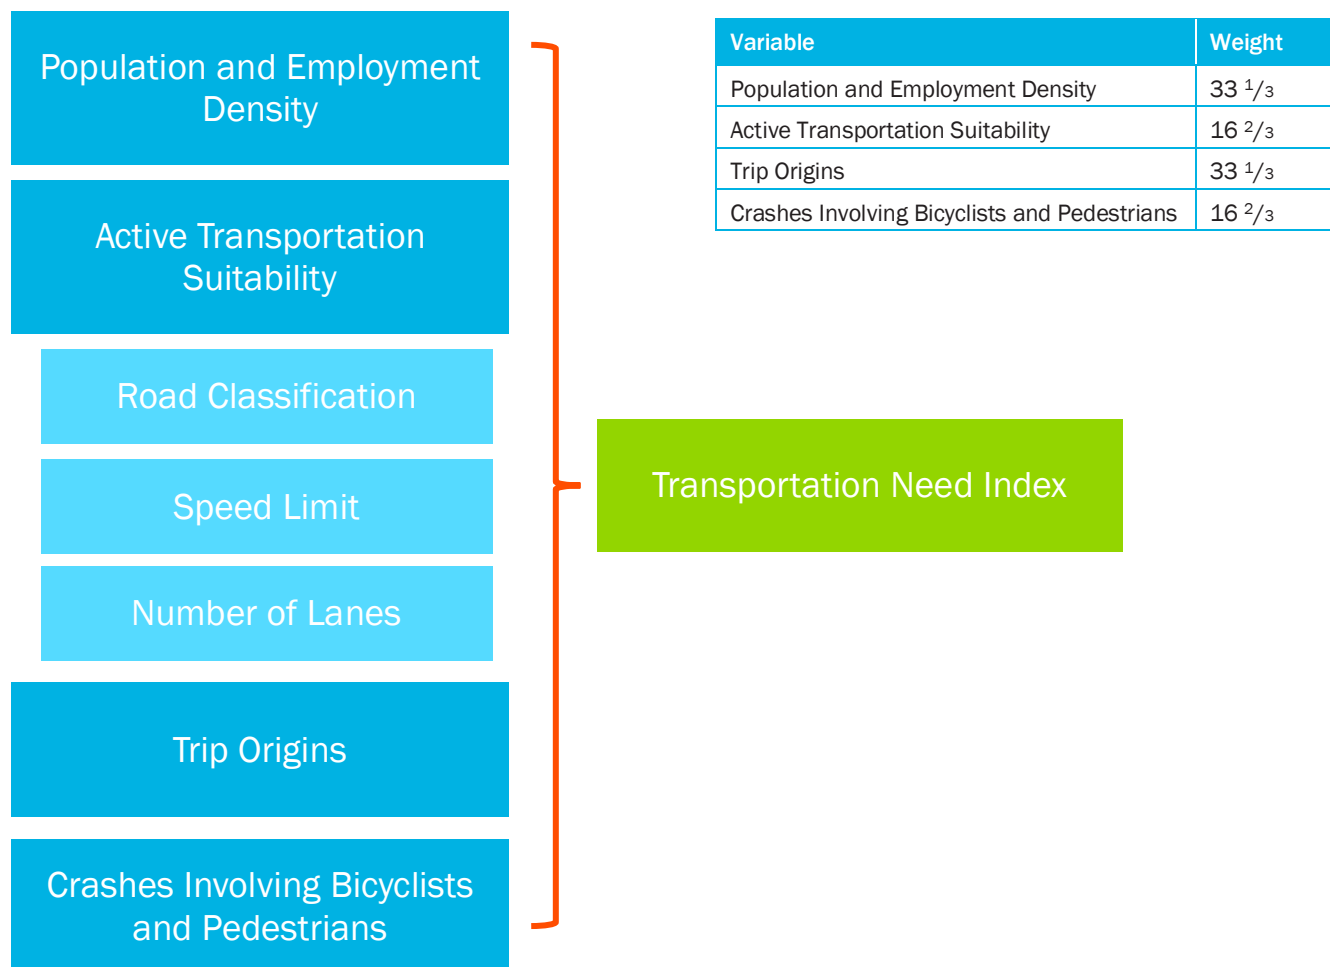 Population and Employment
Density
Active Transportation
Suitability
Road Classification
Speed Limit
Number of Lanes
Trip Origins
Crashes Involving Bicyclists
and Pedestrians
Transportation Need Index
Variable Weight
Population and Employment Density 33 1/3
Active Transportation Suitability 16 2/3
Trip Origins 33 1/3
Crashes Involving Bicyclists and Pedestrians 16 2/3